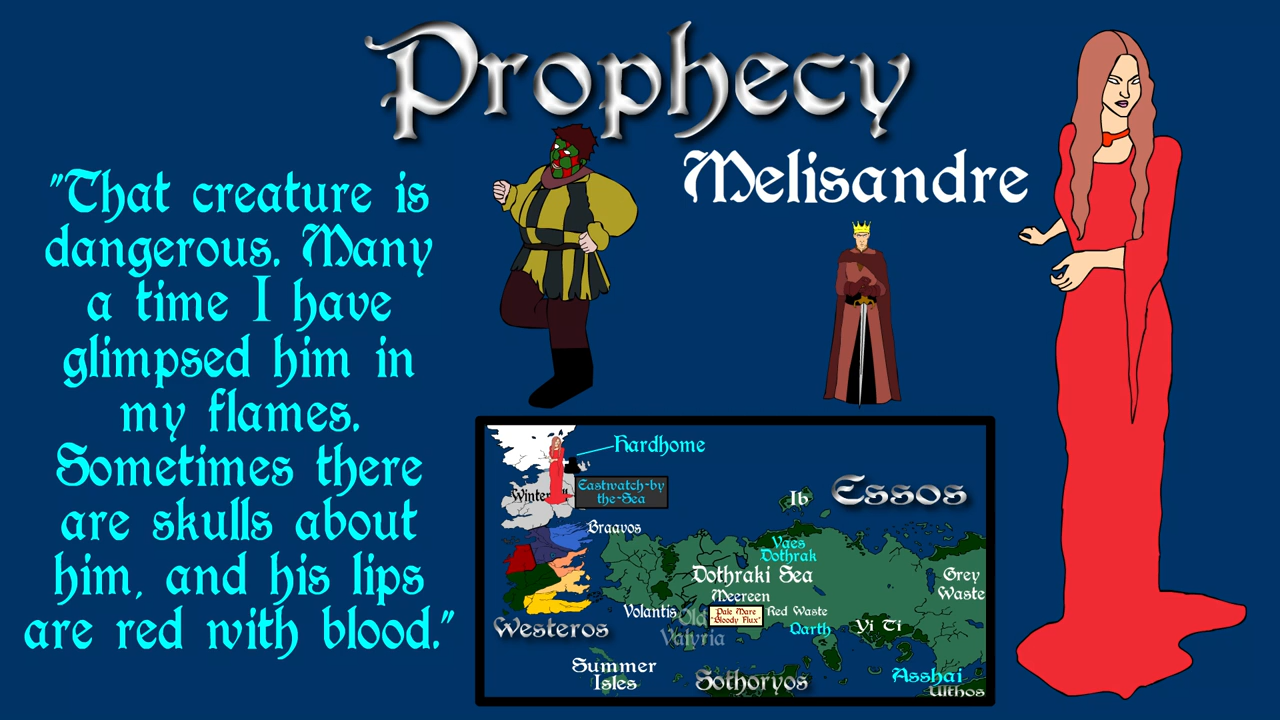 Prophecy
Melisandre
"That creature is
dangerous. Many
a time I have
glimpsed him in
my flames.
Sometimes there
are skulls about
him, and his lips
are red with blood."
Hardhome
Eastwatch-by
the-Sea
Braavos
Ib
Essos
Vaes
Dothrak
Dothraki Sea
Meereen
Grey
Waste
Volantis
Old
Valyria
Pale Mare
"Bloody Flux"
Red Waste
Qarth
Yi Ti
Westeros
Summer
Isles
Sothoryos
Asshai
Ulthos